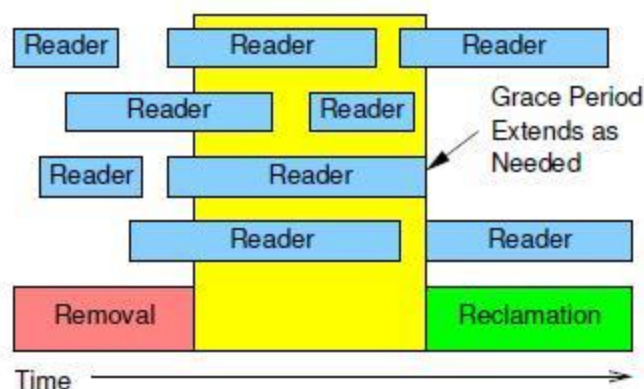 Reader Reader Reader
Reader Reader
Grace Period
Extends as
Needed
Reader Reader
Reader Reader
Removal Reclamation
Time